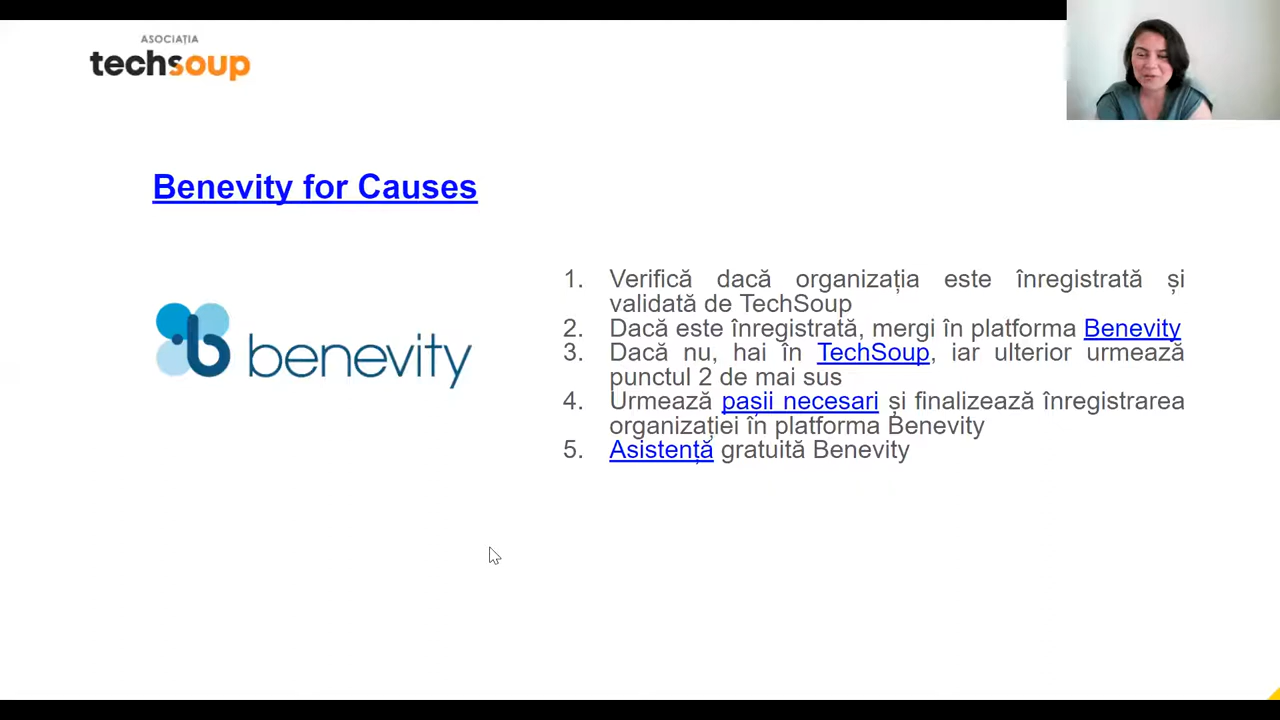 ASOCIAȚIA
techsoup
Benevity for Causes
benevity
1. Verifică dacă organizația este înregistrată și
validată de TechSoup
2. Dacă este înregistrată, mergi în platforma Benevity
3. Dacă nu, hai în TechSoup, iar ulterior urmează
punctul 2 de mai sus
4. Urmează pașii necesari și finalizează înregistrarea
organizației în platforma Benevity
5. Asistență gratuită Benevity